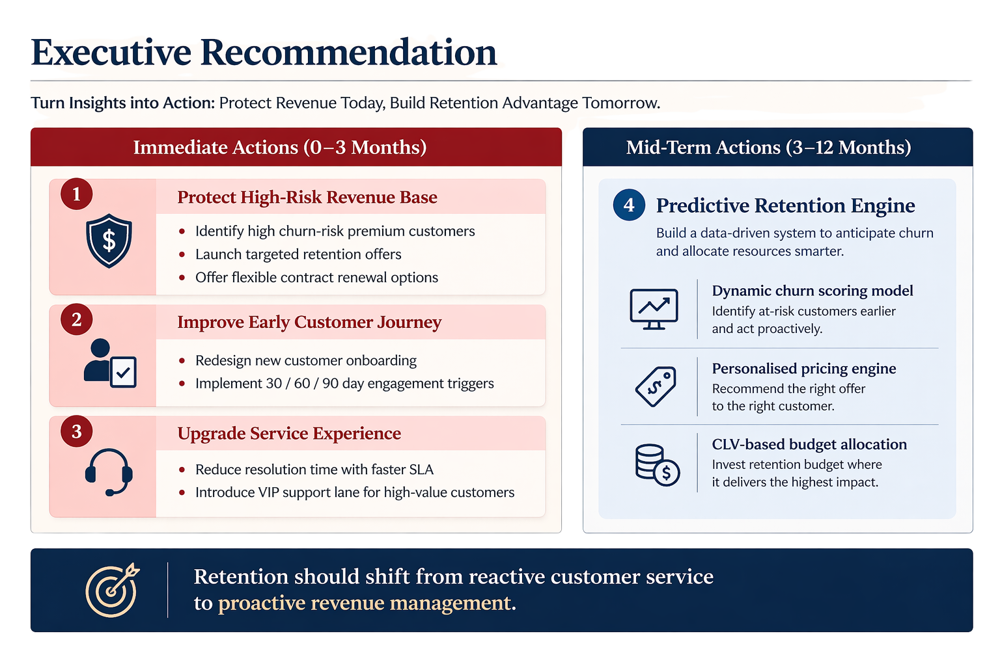 Executive Recommendation
Turn Insights into Action: Protect Revenue Today, Build Retention Advantage Tomorrow.
Immediate Actions (0–3 Months)
1
Protect High-Risk Revenue Base
$
• Identify high churn-risk premium customers
• Launch targeted retention offers
• Offer flexible contract renewal options
2
Improve Early Customer Journey
• Redesign new customer onboarding
• Implement 30 / 60 / 90 day engagement triggers
3
Upgrade Service Experience
• Reduce resolution time with faster SLA
• Introduce VIP support lane for high-value customers
Mid-Term Actions (3–12 Months)
4
Predictive Retention Engine
Build a data-driven system to anticipate churn
and allocate resources smarter.
Dynamic churn scoring model
Identify at-risk customers earlier
and act proactively.
$
Personalised pricing engine
Recommend the right offer
to the right customer.
$
CLV-based budget allocation
Invest retention budget where
it delivers the highest impact.
Retention should shift from reactive customer service
to proactive revenue management.